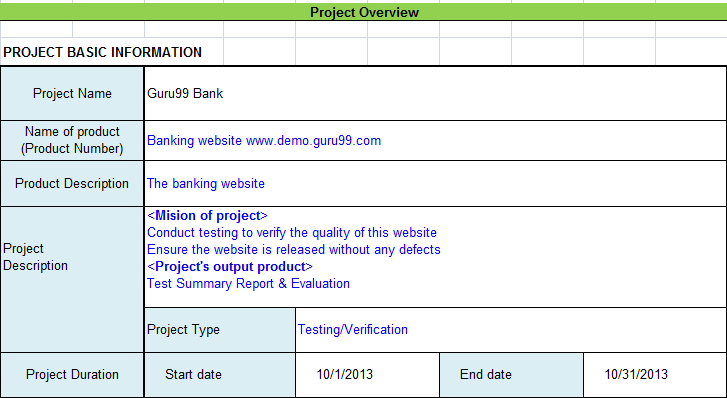 Project Overview
PROJECT BASIC INFORMATION
Project Name
Guru99 Bank
Name of product
(Product Number)
Banking website www.demo.guru99.com
Product Description
The banking website
Project
Description
<Mision of project>
Conduct testing to verify the quality of this website
Ensure the website is released without any defects
<Project's output product>
Test Summary Report & Evaluation
Project Type
Testing/Verification
Project Duration
Start date
10/1/2013
End date
10/31/2013